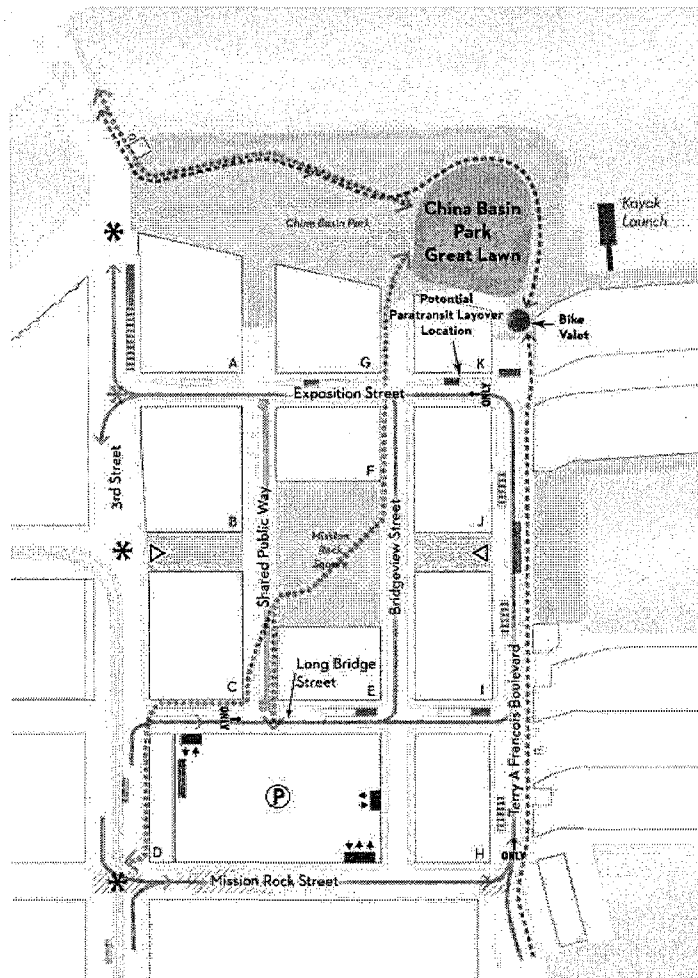 Kayak
Launch
China Basin
Park
Great Lawn
China Basin Park
Potential
Paratransit Layover
Location
Bike
Valet
A
G
K
Exposition Street
ONLY
3rd Street
F
B
J
Shared Public Way
Mission
Rock
Square
Bridgeview Street
Long Bridge
Street
C
E
I
ONLY
Terry A Francois Boulevard
P
D
H
ONLY
Mission Rock Street